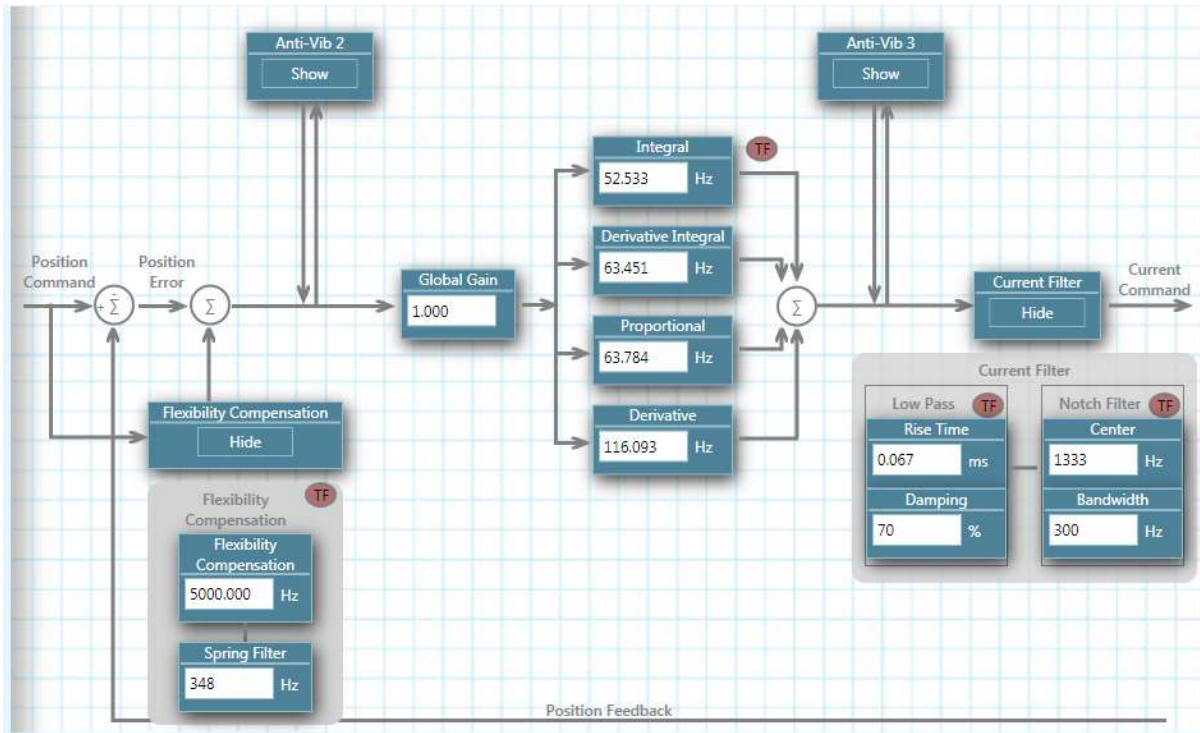 Anti-Vib 2
Show
Anti-Vib 3
Show
Integral
TF
52.533 Hz
Derivative Integral
63.451 Hz
Position
Command
Position
Error
+
-
Σ
Σ
Global Gain
1.000
Proportional
63.784 Hz
Derivative
116.093 Hz
Σ
Current Filter
Hide
Current
Command
Current Filter
Low Pass TF
Rise Time
0.067 ms
Damping
70 %
Notch Filter TF
Center
1333 Hz
Bandwidth
300 Hz
Flexibility Compensation
Hide
Flexibility
Compensation
TF
Flexibility
Compensation
5000.000 Hz
Spring Filter
348 Hz
Position Feedback